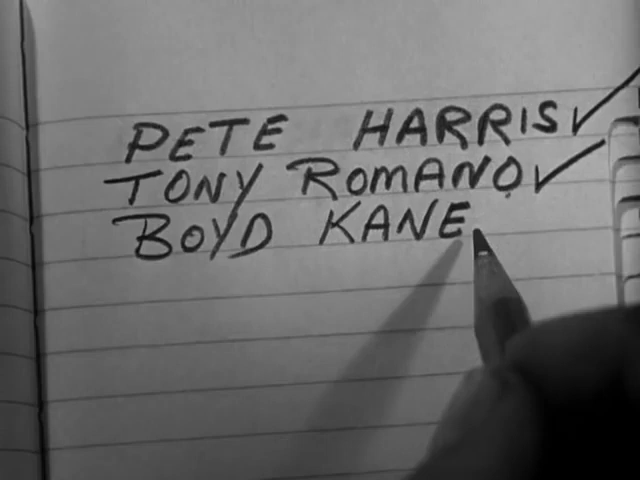 PETE HARRIS ✓
TONY ROMANO ✓
BOYD KANE